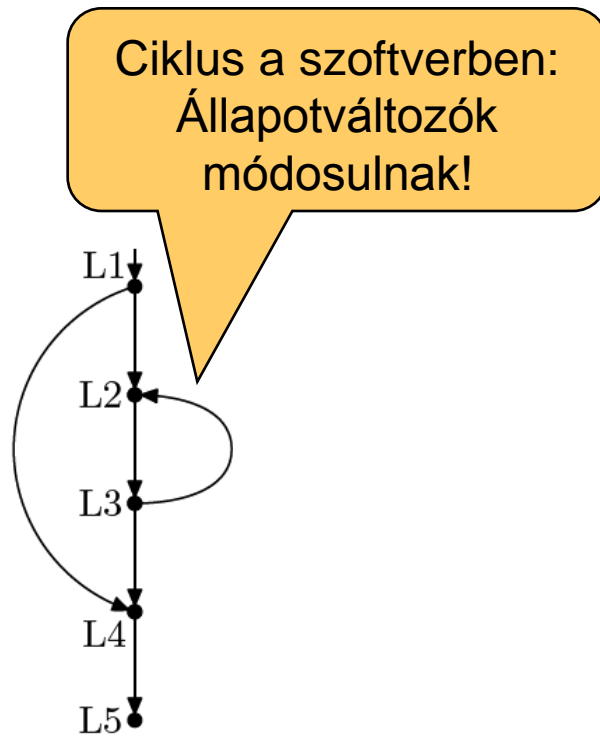 Ciklus a szoftverben:
Állapotváltozók
módosulnak!
L1
L2
L3
L4
L5